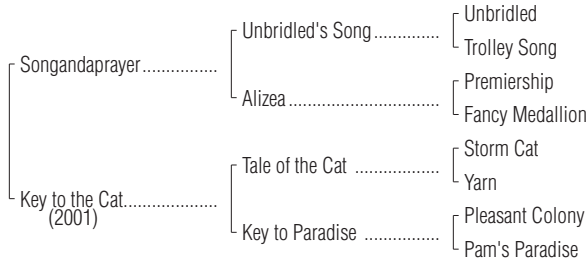 Unbridled
Unbridled's Song...............
Trolley Song
Songandaprayer.................
Premiership
Alizea..................................
Fancy Medallion
Storm Cat
Tale of the Cat ...................
Yarn
Key to the Cat.....................
(2001)
Pleasant Colony
Key to Paradise .................
Pam's Paradise